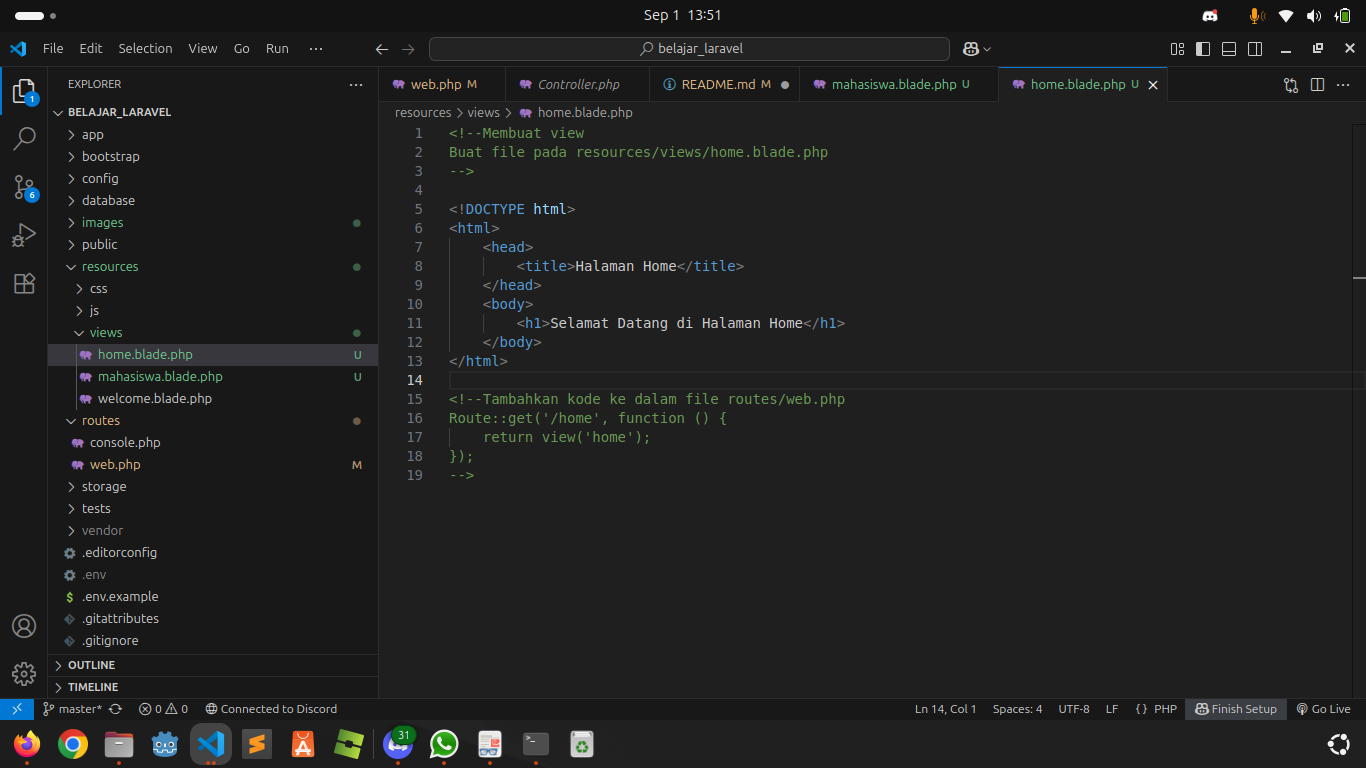 Sep 1 13:51
File Edit Selection View Go Run ···
belajar_laravel
EXPLORER ···
web.php M Controller.php README.md M mahasiswa.blade.php U home.blade.php U
resources > views > home.blade.php
BELAJAR_LARAVEL
app
bootstrap
config
database
images
public
resources
css
js
views
home.blade.php U
mahasiswa.blade.php U
welcome.blade.php
routes
console.php
web.php M
storage
tests
vendor
.editorconfig
.env
.env.example
.gitattributes
.gitignore
OUTLINE
TIMELINE
1 <!--Membuat view
2 Buat file pada resources/views/home.blade.php
3 -->
4
5 <!DOCTYPE html>
6 <html>
7 <head>
8 <title>Halaman Home</title>
9 </head>
10 <body>
11 <h1>Selamat Datang di Halaman Home</h1>
12 </body>
13 </html>
14
15 <!--Tambahkan kode ke dalam file routes/web.php
16 Route::get('/home', function () {
17 return view('home');
18 });
19 -->
1
6
master* 0 0 Connected to Discord Ln 14, Col 1 Spaces: 4 UTF-8 LF { } PHP Finish Setup Go Live
31